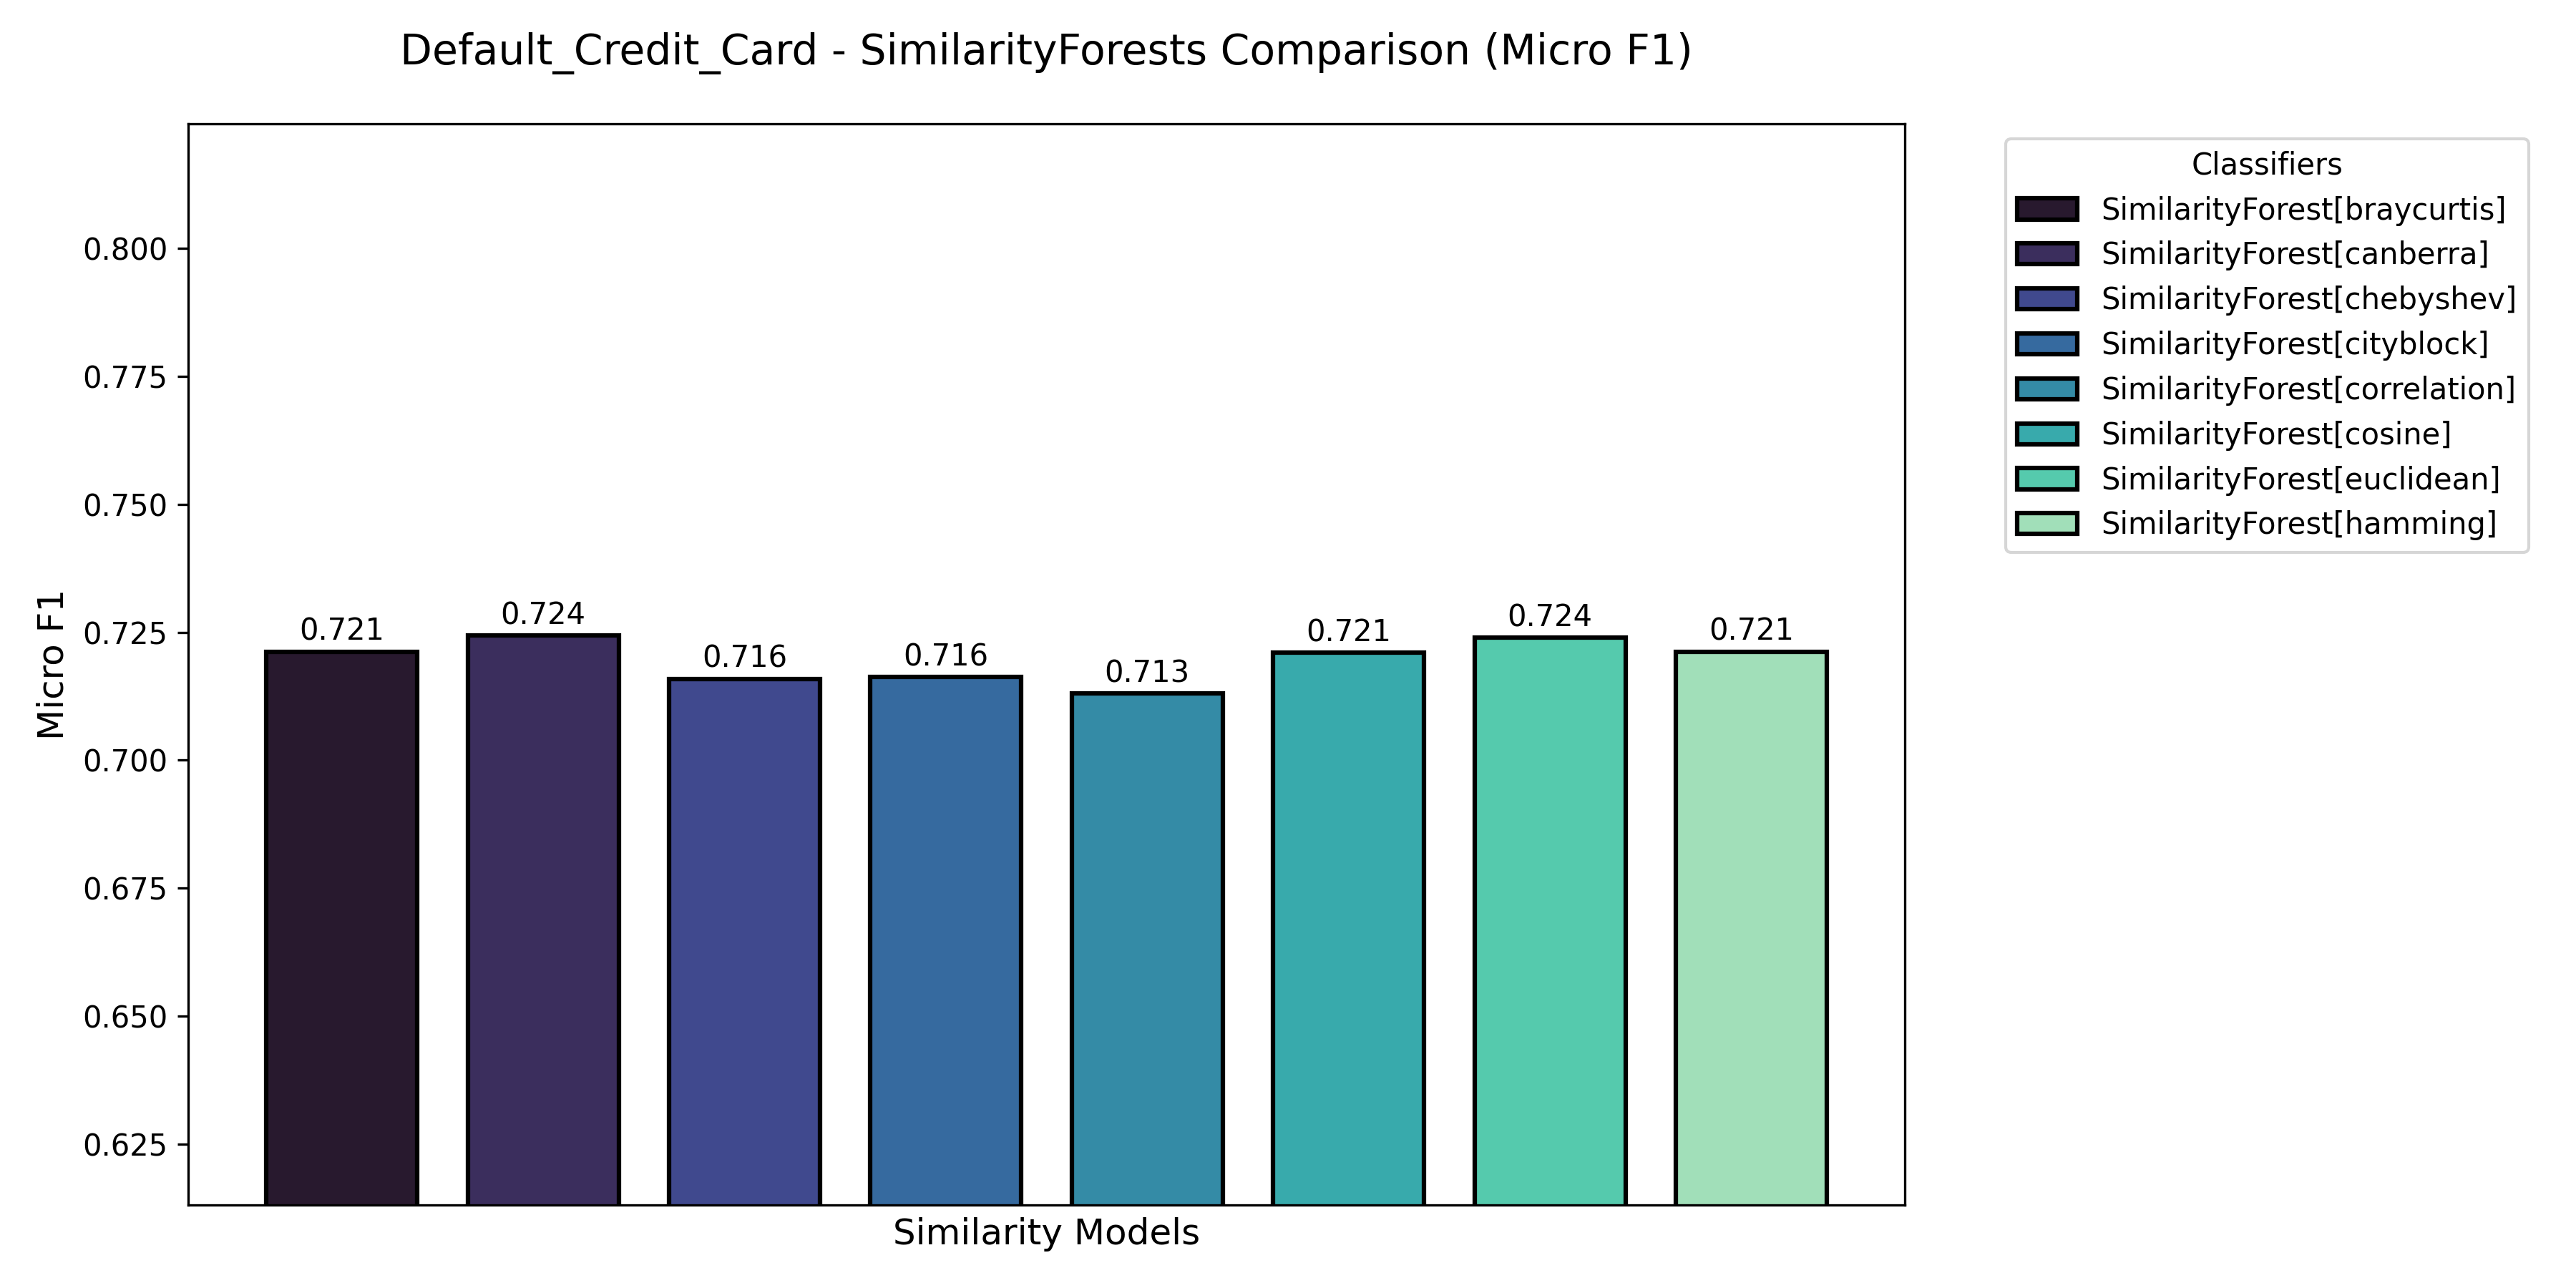 Default_Credit_Card - SimilarityForests Comparison (Micro F1)
Micro F1
0.800
0.775
0.750
0.725
0.700
0.675
0.650
0.625
0.721
0.724
0.716
0.716
0.713
0.721
0.724
0.721
Similarity Models
Classifiers
SimilarityForest[braycurtis]
SimilarityForest[canberra]
SimilarityForest[chebyshev]
SimilarityForest[cityblock]
SimilarityForest[correlation]
SimilarityForest[cosine]
SimilarityForest[euclidean]
SimilarityForest[hamming]